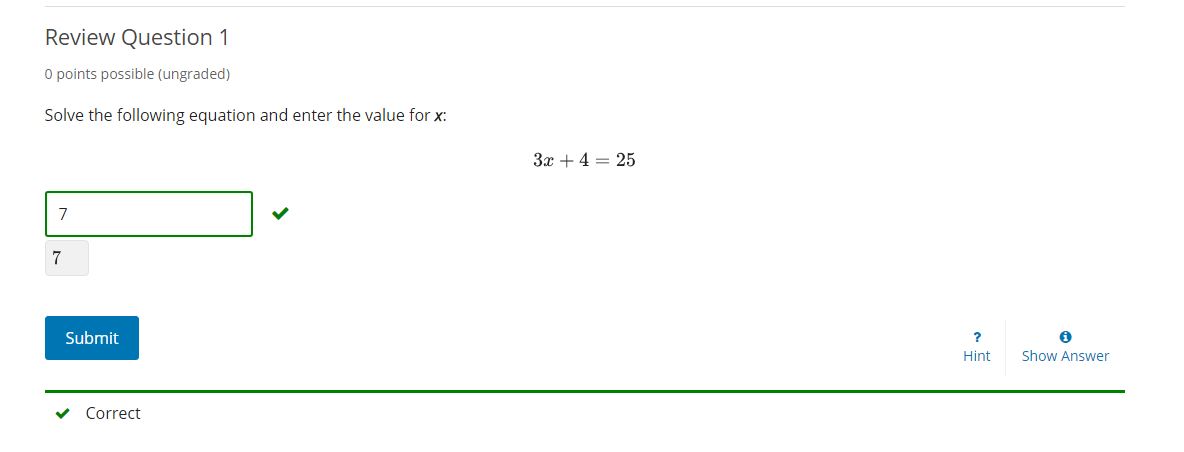 Review Question 1
0 points possible (ungraded)
Solve the following equation and enter the value for x:
3x + 4 = 25
7
7
Submit
? Hint
Show Answer
Correct